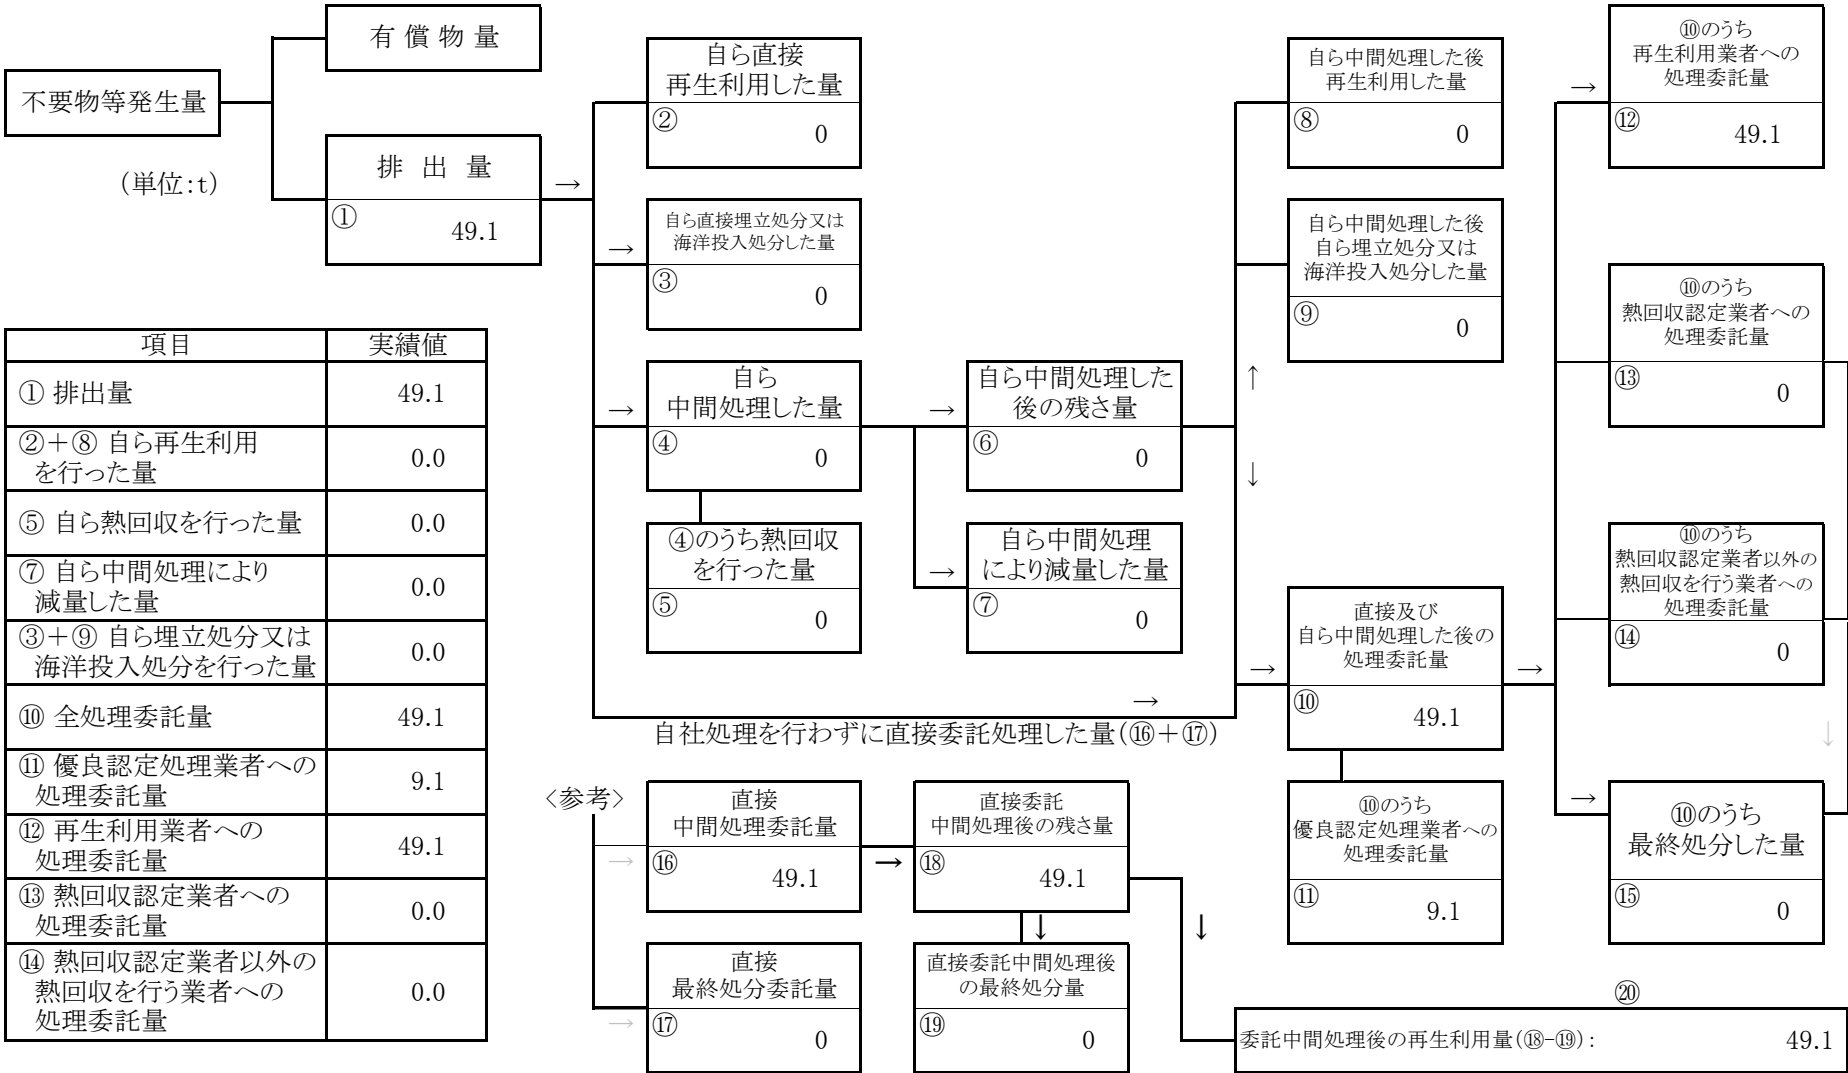 有 償 物 量
不要物等発生量
(単位:t)
排 出 量
→
①
49.1
自ら直接
再生利用した量
②
0
→
自ら直接埋立処分又は
海洋投入処分した量
③
0
→
自ら
中間処理した量
④
0
④のうち熱回収
を行った量
⑤
0
→
自ら中間処理した
後の残さ量
⑥
0
→
自ら中間処理
により減量した量
⑦
0
自ら中間処理した後
再生利用した量
⑧
0
自ら中間処理した後
自ら埋立処分又は
海洋投入処分した量
⑨
0
↑
↓
→
自社処理を行わずに直接委託処理した量(⑯+⑰)
→
直接及び
自ら中間処理した後の
処理委託量
⑩
49.1
→
⑩のうち
優良認定処理業者への
処理委託量
⑪
9.1
→
⑩のうち
再生利用業者への
処理委託量
⑫
49.1
⑩のうち
熱回収認定業者への
処理委託量
⑬
0
⑩のうち
熱回収認定業者以外の
熱回収を行う業者への
処理委託量
⑭
0
↓
→
⑩のうち
最終処分した量
⑮
0
項目 実績値
① 排出量 49.1
②+⑧ 自ら再生利用
を行った量 0.0
⑤ 自ら熱回収を行った量 0.0
⑦ 自ら中間処理により
減量した量 0.0
③+⑨ 自ら埋立処分又は
海洋投入処分を行った量 0.0
⑩ 全処理委託量 49.1
⑪ 優良認定処理業者への
処理委託量 9.1
⑫ 再生利用業者への
処理委託量 49.1
⑬ 熱回収認定業者への
処理委託量 0.0
⑭ 熱回収認定業者以外の
熱回収を行う業者への
処理委託量 0.0
〈参考〉
→
直接
中間処理委託量
⑯
49.1
→
直接委託
中間処理後の残さ量
⑱
49.1
↓
↓
→
直接
最終処分委託量
⑰
0
直接委託中間処理後
の最終処分量
⑲
0
⑳
委託中間処理後の再生利用量(⑱-⑲): 49.1